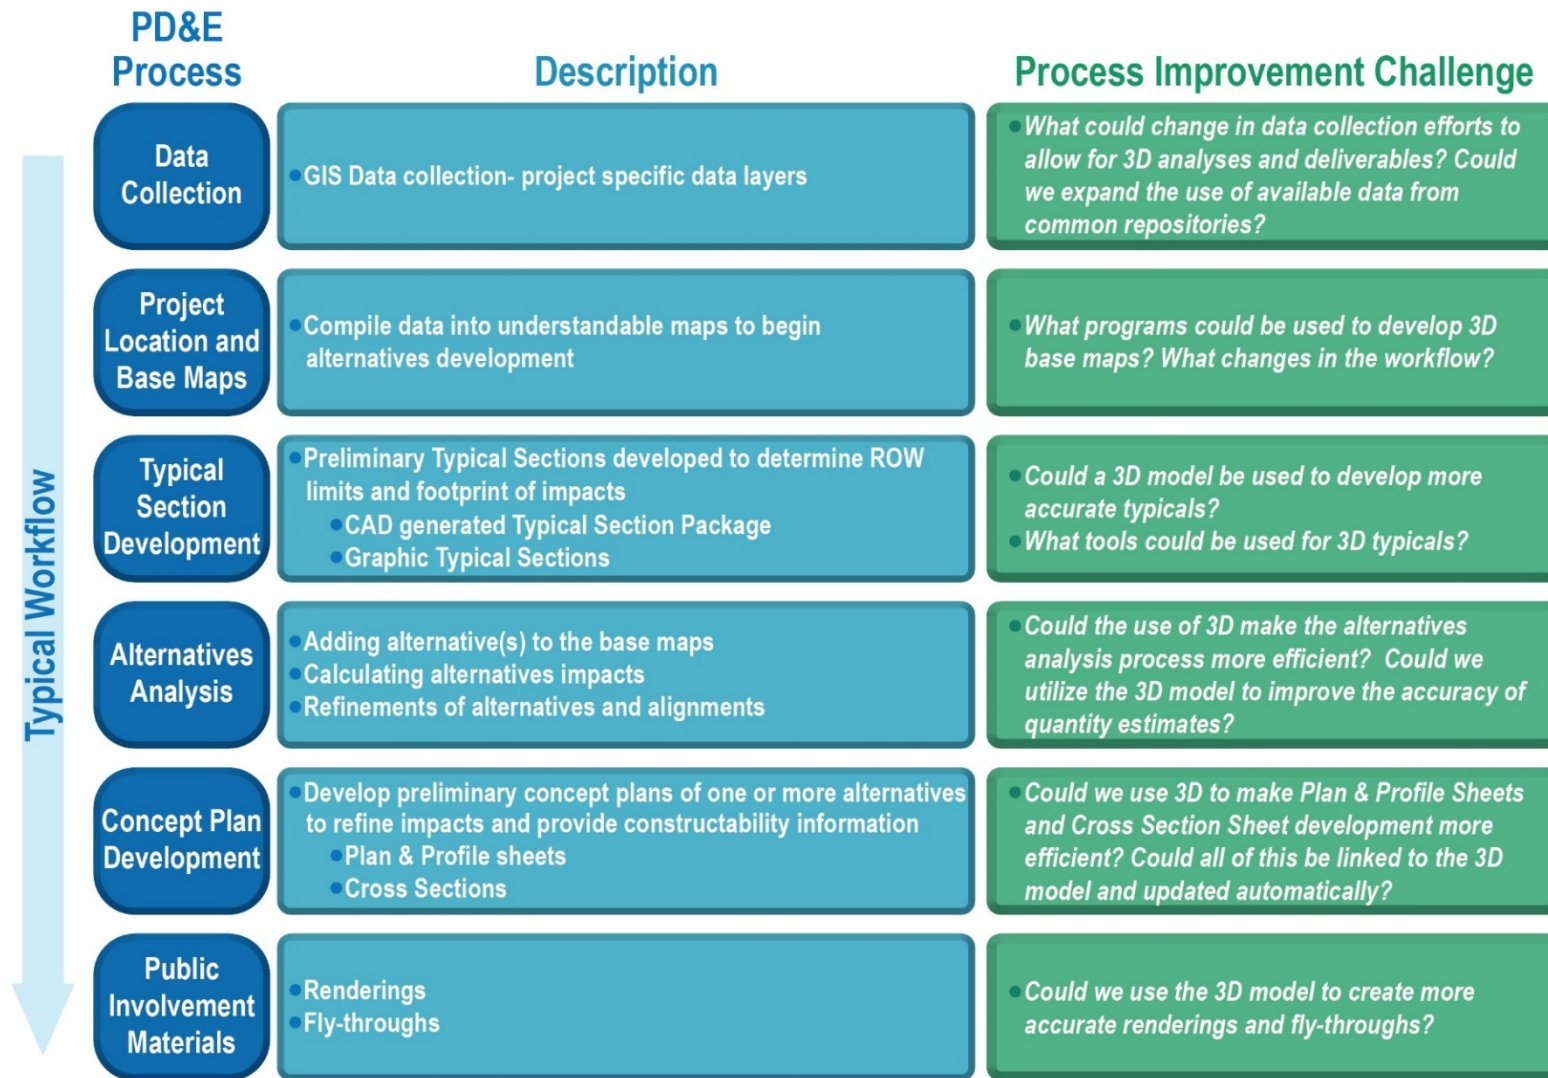 PD&E
Process
Description
Process Improvement Challenge
Typical Workflow
Data
Collection
•GIS Data collection- project specific data layers
•What could change in data collection efforts to
allow for 3D analyses and deliverables? Could
we expand the use of available data from
common repositories?
Project
Location and
Base Maps
•Compile data into understandable maps to begin
alternatives development
•What programs could be used to develop 3D
base maps? What changes in the workflow?
Typical
Section
Development
•Preliminary Typical Sections developed to determine ROW
limits and footprint of impacts
•CAD generated Typical Section Package
•Graphic Typical Sections
•Could a 3D model be used to develop more
accurate typicals?
•What tools could be used for 3D typicals?
Alternatives
Analysis
•Adding alternative(s) to the base maps
•Calculating alternatives impacts
•Refinements of alternatives and alignments
•Could the use of 3D make the alternatives
analysis process more efficient? Could we
utilize the 3D model to improve the accuracy of
quantity estimates?
Concept Plan
Development
•Develop preliminary concept plans of one or more alternatives
to refine impacts and provide constructability information
•Plan & Profile sheets
•Cross Sections
•Could we use 3D to make Plan & Profile Sheets
and Cross Section Sheet development more
efficient? Could all of this be linked to the 3D
model and updated automatically?
Public
Involvement
Materials
•Renderings
•Fly-throughs
•Could we use the 3D model to create more
accurate renderings and fly-throughs?